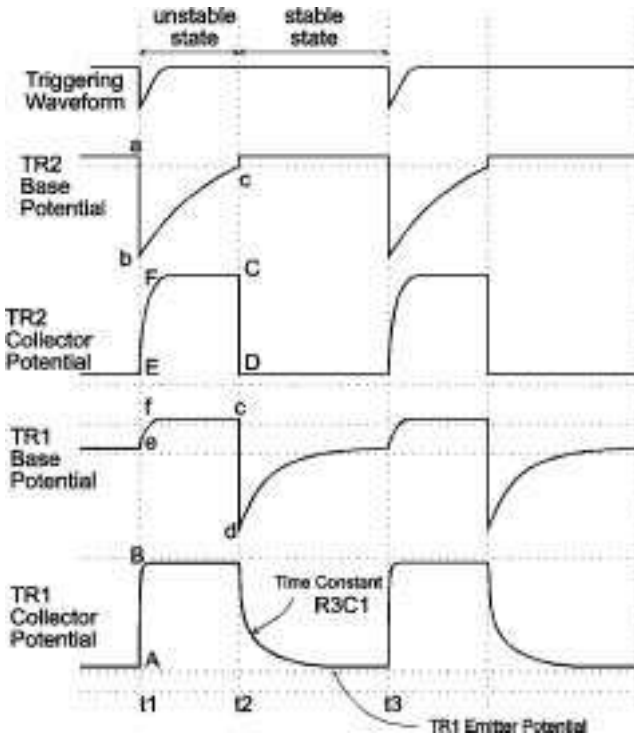 unstable state
stable state
Triggering
Waveform
a
TR2
Base
Potential
c
b
F
C
TR2
Collector
Potential
E
D
f
c
TR1
Base
Potential
e
d
B
TR1
Collector
Potential
Time Constant
R3C1
A
t1
t2
t3
TR1 Emitter Potential